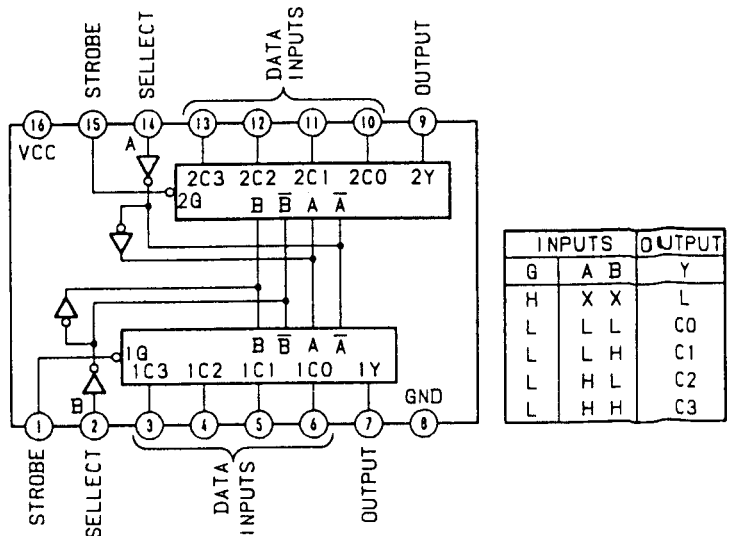 STROBE
SELLECT
DATA
INPUTS
OUTPUT
16 15 14 13 12 11 10 9
VCC
A
2C3 2C2 2C1 2C0 2Y
2G
B B̅ A A̅
B B̅ A A̅
1G
1C3 1C2 1C1 1C0 1Y
B
GND
1 2 3 4 5 6 7 8
STROBE
SELLECT
DATA
INPUTS
OUTPUT
INPUTS OUTPUT
G A B Y
H X X L
L L L C0
L L H C1
L H L C2
L H H C3